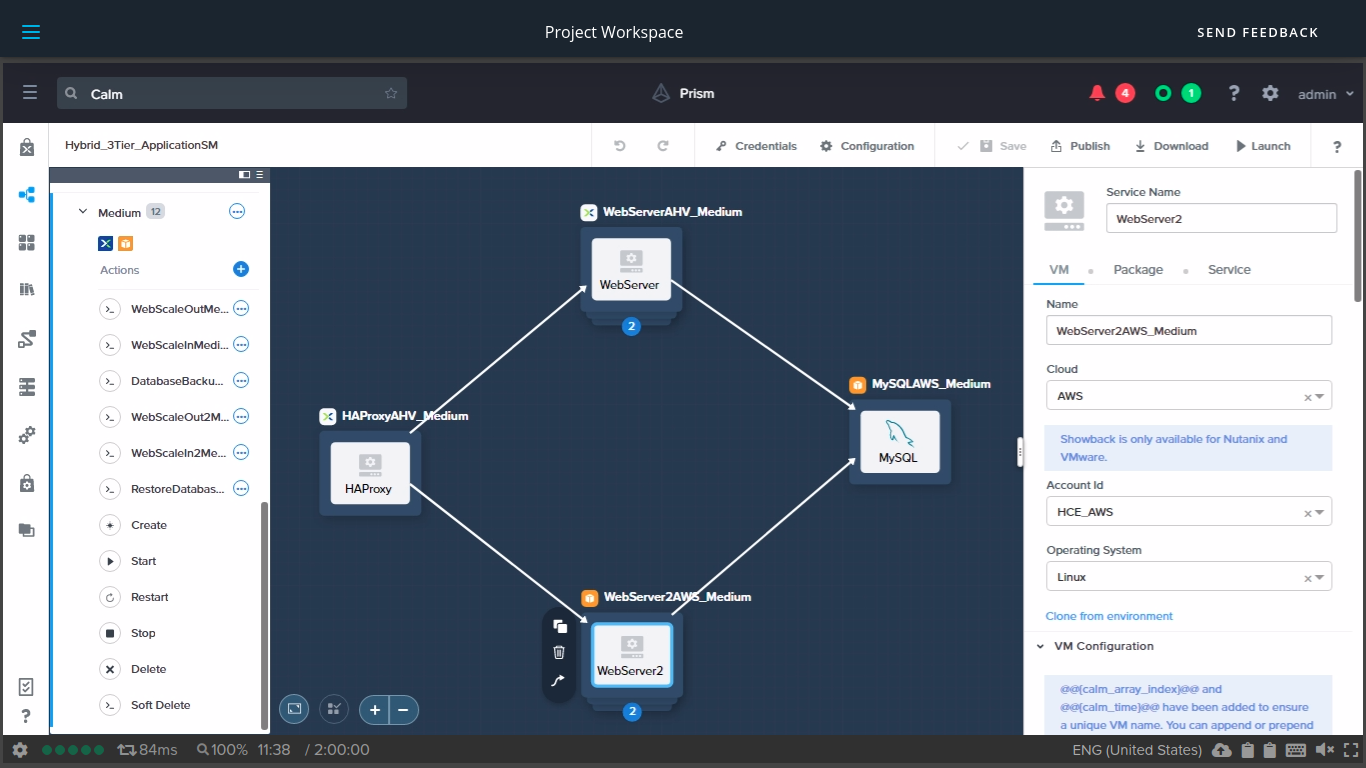 Project Workspace
SEND FEEDBACK
Calm
Prism
4
1
?
admin
Hybrid_3Tier_ApplicationSM
Credentials
Configuration
Save
Publish
Download
Launch
?
Medium 12
Actions
WebScaleOutMe...
WebScaleInMedi...
DatabaseBacku...
WebScaleOut2M...
WebScaleIn2Me...
RestoreDatabas...
Create
Start
Restart
Stop
Delete
Soft Delete
?
WebServerAHV_Medium
WebServer
2
HAProxyAHV_Medium
HAProxy
MySQLAWS_Medium
MySQL
WebServer2AWS_Medium
WebServer2
2
Service Name
WebServer2
VM
Package
Service
Name
WebServer2AWS_Medium
Cloud
AWS
Showback is only available for Nutanix and
VMware.
Account Id
HCE_AWS
Operating System
Linux
Clone from environment
VM Configuration
@@{calm_array_index}@@ and
@@{calm_time}@@ have been added to ensure
a unique VM name. You can append or prepend
84ms
100%
11:38 / 2:00:00
ENG (United States)